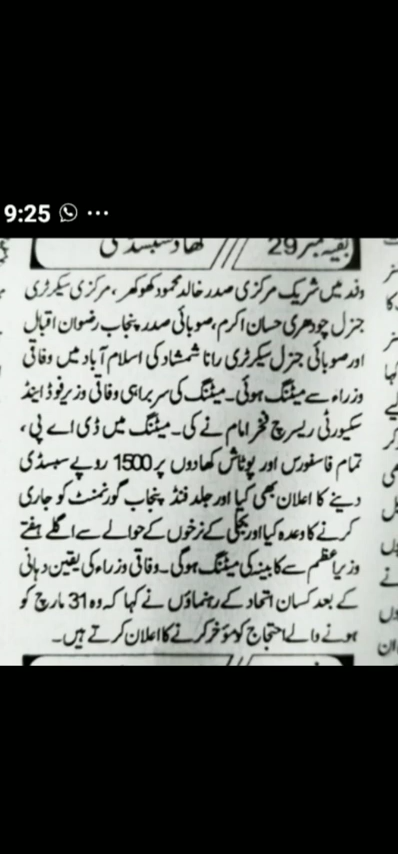 9:25
بقیہ نمبر 29 // کھاد سبسڈی
وفد میں شریک مرکزی صدر خالد محمود کھوکھر، مرکزی سیکرٹری
جنرل چودھری حسان اکرم، صوبائی صدر پنجاب رضوان اقبال
اور صوبائی جنرل سیکرٹری رانا شمشاد کی اسلام آباد میں وفاقی
وزراء سے میٹنگ ہوئی۔ میٹنگ کی سربراہی وفاقی وزیر فوڈ اینڈ
سکیورٹی ریسرچ فخر امام نے کی۔ میٹنگ میں ڈی اے پی،
تمام فاسفورس اور پوٹاش کھادوں پر 1500 روپے سبسڈی
دینے کا اعلان بھی کیا اور جلد فنڈ پنجاب گورنمنٹ کو جاری
کرنے کا وعدہ کیا اور بجلی کے نرخوں کے حوالے سے اگلے ہفتے
وزیراعظم سے کابینہ کی میٹنگ ہوگی۔ وفاقی وزراء کی یقین دہانی
کے بعد کسان اتحاد کے رہنماؤں نے کہا کہ وہ 31 مارچ کو
ہونے والے احتجاج کو مؤخر کرنے کا اعلان کرتے ہیں۔